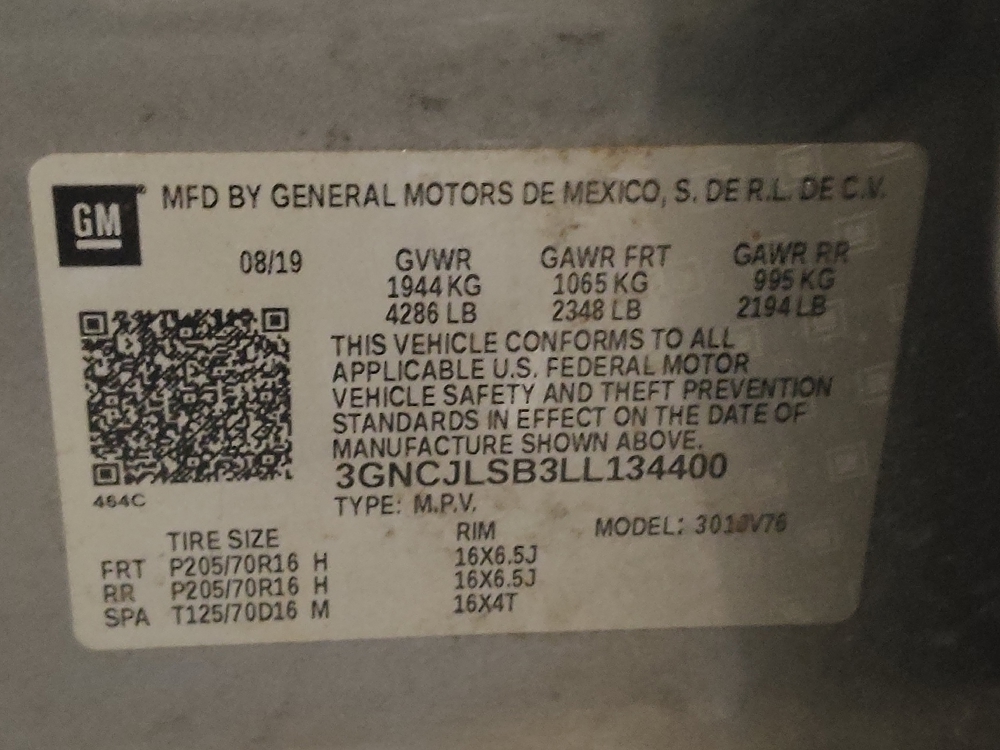 GM
MFD BY GENERAL MOTORS DE MEXICO, S. DE R.L. DE C.V.
08/19
GVWR GAWR FRT GAWR RR
1944 KG 1065 KG 995 KG
4286 LB 2348 LB 2194 LB
THIS VEHICLE CONFORMS TO ALL
APPLICABLE U.S. FEDERAL MOTOR
VEHICLE SAFETY AND THEFT PREVENTION
STANDARDS IN EFFECT ON THE DATE OF
MANUFACTURE SHOWN ABOVE.
3GNCJLSB3LL134400
464C
TYPE: M.P.V.
TIRE SIZE RIM MODEL:
FRT P205/70R16 H 16X6.5J
RR P205/70R16 H 16X6.5J
SPA T125/70D16 M 16X4T